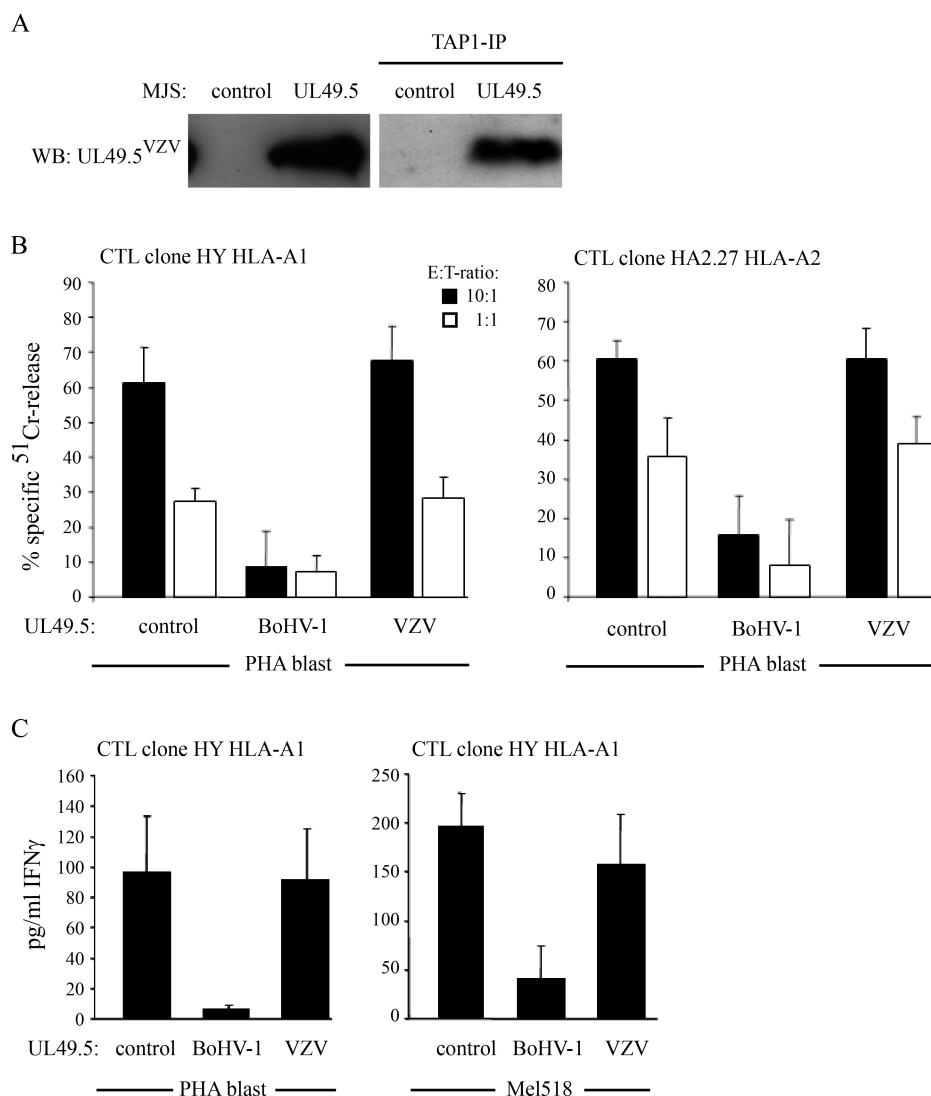 A
TAP1-IP
MJS: control UL49.5 control UL49.5
WB: UL49.5VZV
B
CTL clone HY HLA-A1
E:T-ratio:
10:1
1:1
CTL clone HA2.27 HLA-A2
% specific 51Cr-release
90
80
70
60
50
40
30
20
10
0
80
70
60
50
40
30
20
10
0
UL49.5: control BoHV-1 VZV control BoHV-1 VZV
PHA blast PHA blast
C
CTL clone HY HLA-A1 CTL clone HY HLA-A1
pg/ml IFNγ
160
140
120
100
80
60
40
20
0
250
200
150
100
50
0
UL49.5: control BoHV-1 VZV control BoHV-1 VZV
PHA blast Mel518